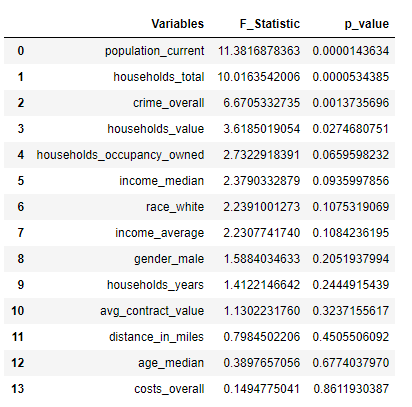 Variables F_Statistic p_value
0 population_current 11.3816878363 0.0000143634
1 households_total 10.0163542006 0.0000534385
2 crime_overall 6.6705332735 0.0013735696
3 households_value 3.6185019054 0.0274680751
4 households_occupancy_owned 2.7322918391 0.0659598232
5 income_median 2.3790332879 0.0935997856
6 race_white 2.2391001273 0.1075319069
7 income_average 2.2307741740 0.1084236195
8 gender_male 1.5884034633 0.2051937994
9 households_years 1.4122146642 0.2444915439
10 avg_contract_value 1.1302231760 0.3237155617
11 distance_in_miles 0.7984502206 0.4505506092
12 age_median 0.3897657056 0.6774037970
13 costs_overall 0.1494775041 0.8611930387